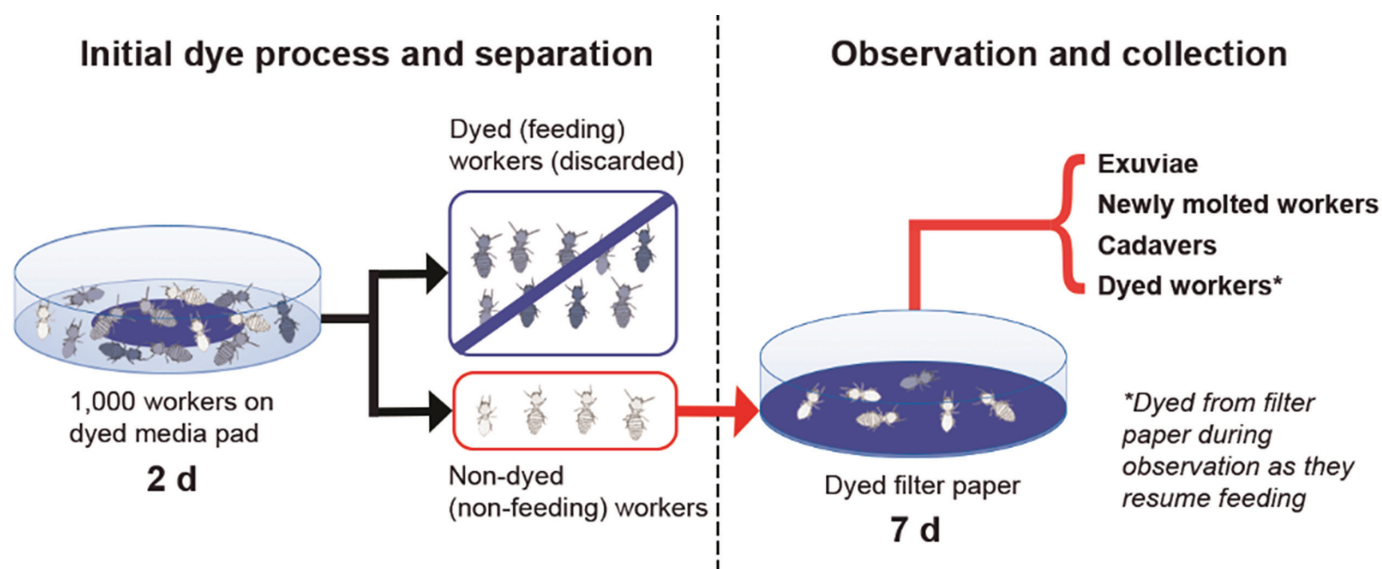 Initial dye process and separation
Dyed (feeding)
workers (discarded)
1,000 workers on
dyed media pad
2 d
Non-dyed
(non-feeding) workers
Observation and collection
Exuviae
Newly molted workers
Cadavers
Dyed workers*
Dyed filter paper
7 d
*Dyed from filter
paper during
observation as they
resume feeding